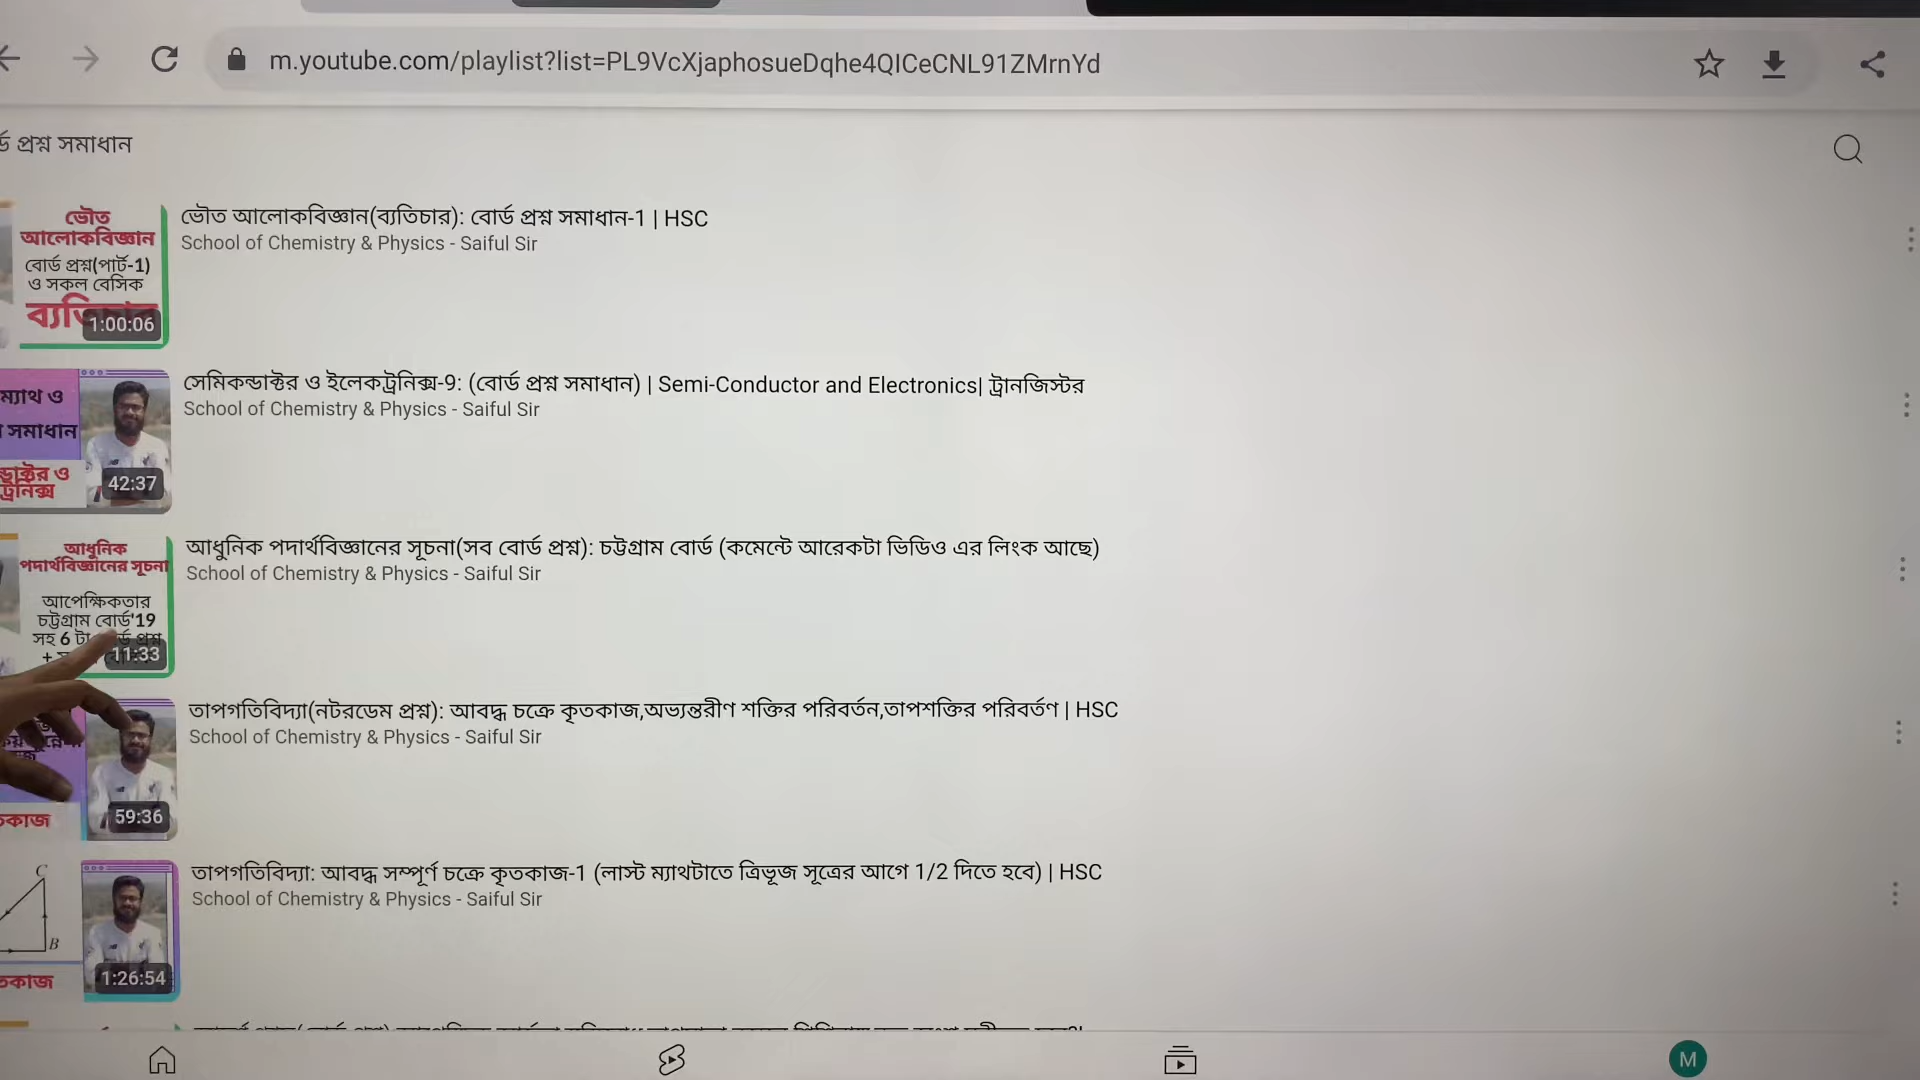 m.youtube.com/playlist?list=PL9VcXjaphosueDqhe4QICeCNL91ZMrnYd
প্রশ্ন সমাধান
ভৌত
আলোকবিজ্ঞান
বোর্ড প্রশ্ন(পার্ট-1)
ও সকল বেসিক
1:00:06
ভৌত আলোকবিজ্ঞান(ব্যতিচার): বোর্ড প্রশ্ন সমাধান-1 | HSC
School of Chemistry & Physics - Saiful Sir
ম্যাথ ও
সমাধান
42:37
সেমিকন্ডাক্টর ও ইলেকট্রনিক্স-9: (বোর্ড প্রশ্ন সমাধান) | Semi-Conductor and Electronics| ট্রানজিস্টর
School of Chemistry & Physics - Saiful Sir
আধুনিক
পদার্থবিজ্ঞানের সূচনা
আপেক্ষিকতার
চট্টগ্রাম বোর্ড'19
সহ 6 টা প্রশ্ন
11:33
আধুনিক পদার্থবিজ্ঞানের সূচনা(সব বোর্ড প্রশ্ন): চট্টগ্রাম বোর্ড (কমেন্টে আরেকটা ভিডিও এর লিংক আছে)
School of Chemistry & Physics - Saiful Sir
59:36
তাপগতিবিদ্যা(নটরডেম প্রশ্ন): আবদ্ধ চক্রে কৃতকাজ,অভ্যন্তরীণ শক্তির পরিবর্তন,তাপশক্তির পরিবর্তণ | HSC
School of Chemistry & Physics - Saiful Sir
C
B
1:26:54
তাপগতিবিদ্যা: আবদ্ধ সম্পূর্ণ চক্রে কৃতকাজ-1 (লাস্ট ম্যাথটাতে ত্রিভূজ সূত্রের আগে 1/2 দিতে হবে) | HSC
School of Chemistry & Physics - Saiful Sir
M